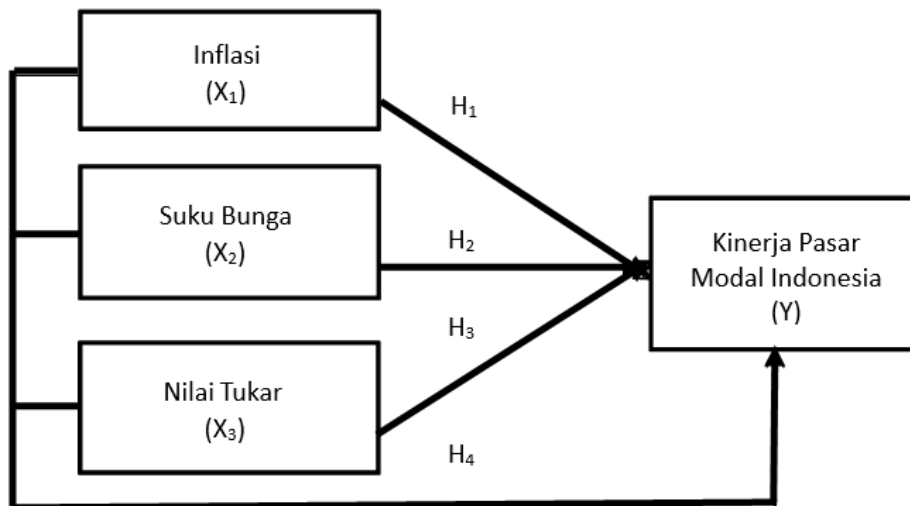 Inflasi
(X₁)
H₁
Suku Bunga
(X₂)
H₂
Kinerja Pasar
Modal Indonesia
(Y)
H₃
Nilai Tukar
(X₃)
H₄